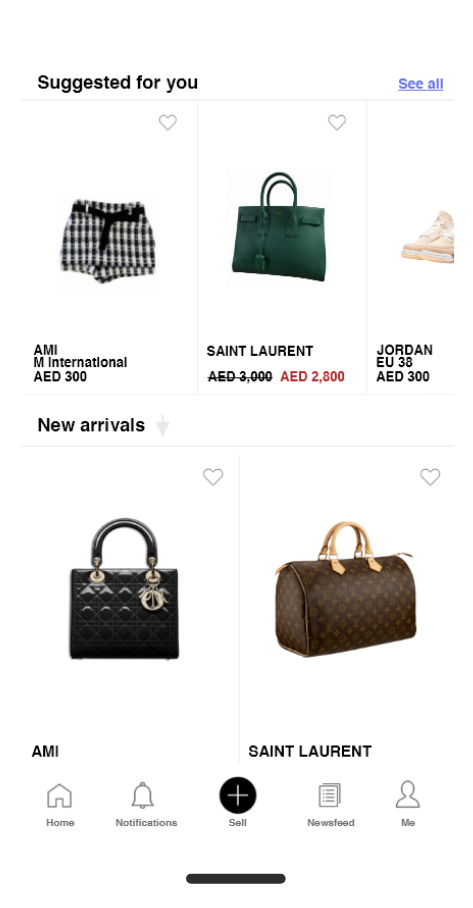 Suggested for you
See all
AMI
M International
AED 300
SAINT LAURENT
AED 3,000 AED 2,800
JORDAN
EU 38
AED 300
New arrivals
AMI
SAINT LAURENT
Home
Notifications
Sell
Newsfeed
Me